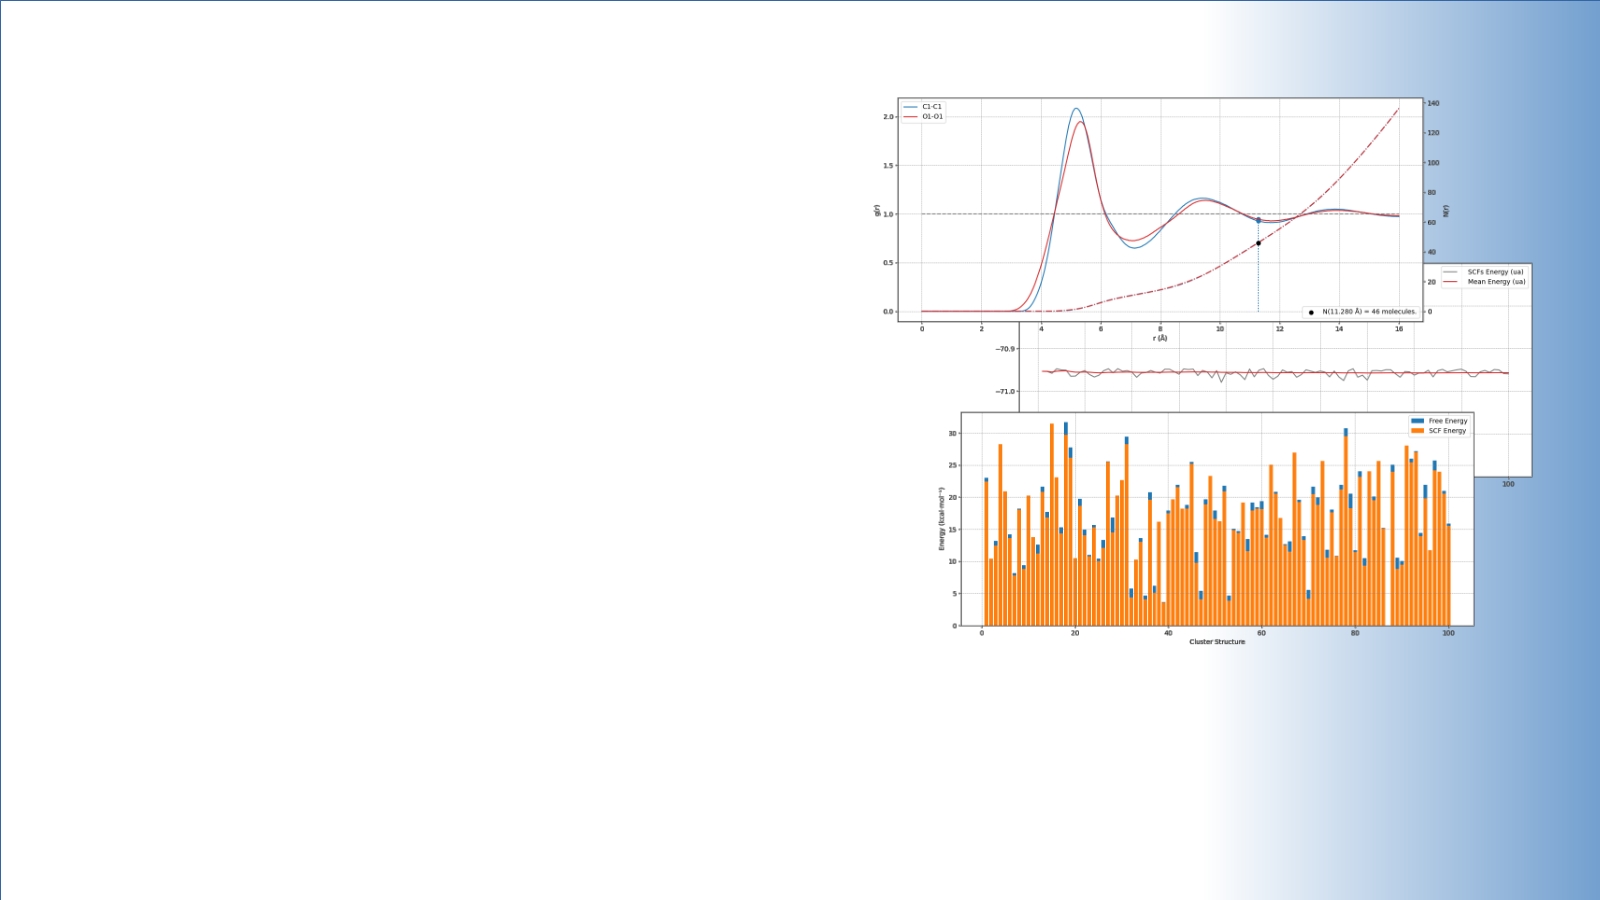 C1-C1
O1-O1
2.0
1.5
1.0
0.5
0.0
g(r)
140
120
100
80
60
40
20
0
N(r)
N(11.280 Å) = 46 molecules.
0 2 4 6 8 10 12 14 16
r (Å)
SCFs Energy (ua)
Mean Energy (ua)
−70.9
−71.0
100
Free Energy
SCF Energy
30
25
20
15
10
5
0
Energy (kcal·mol⁻¹)
0 20 40 60 80 100
Cluster Structure